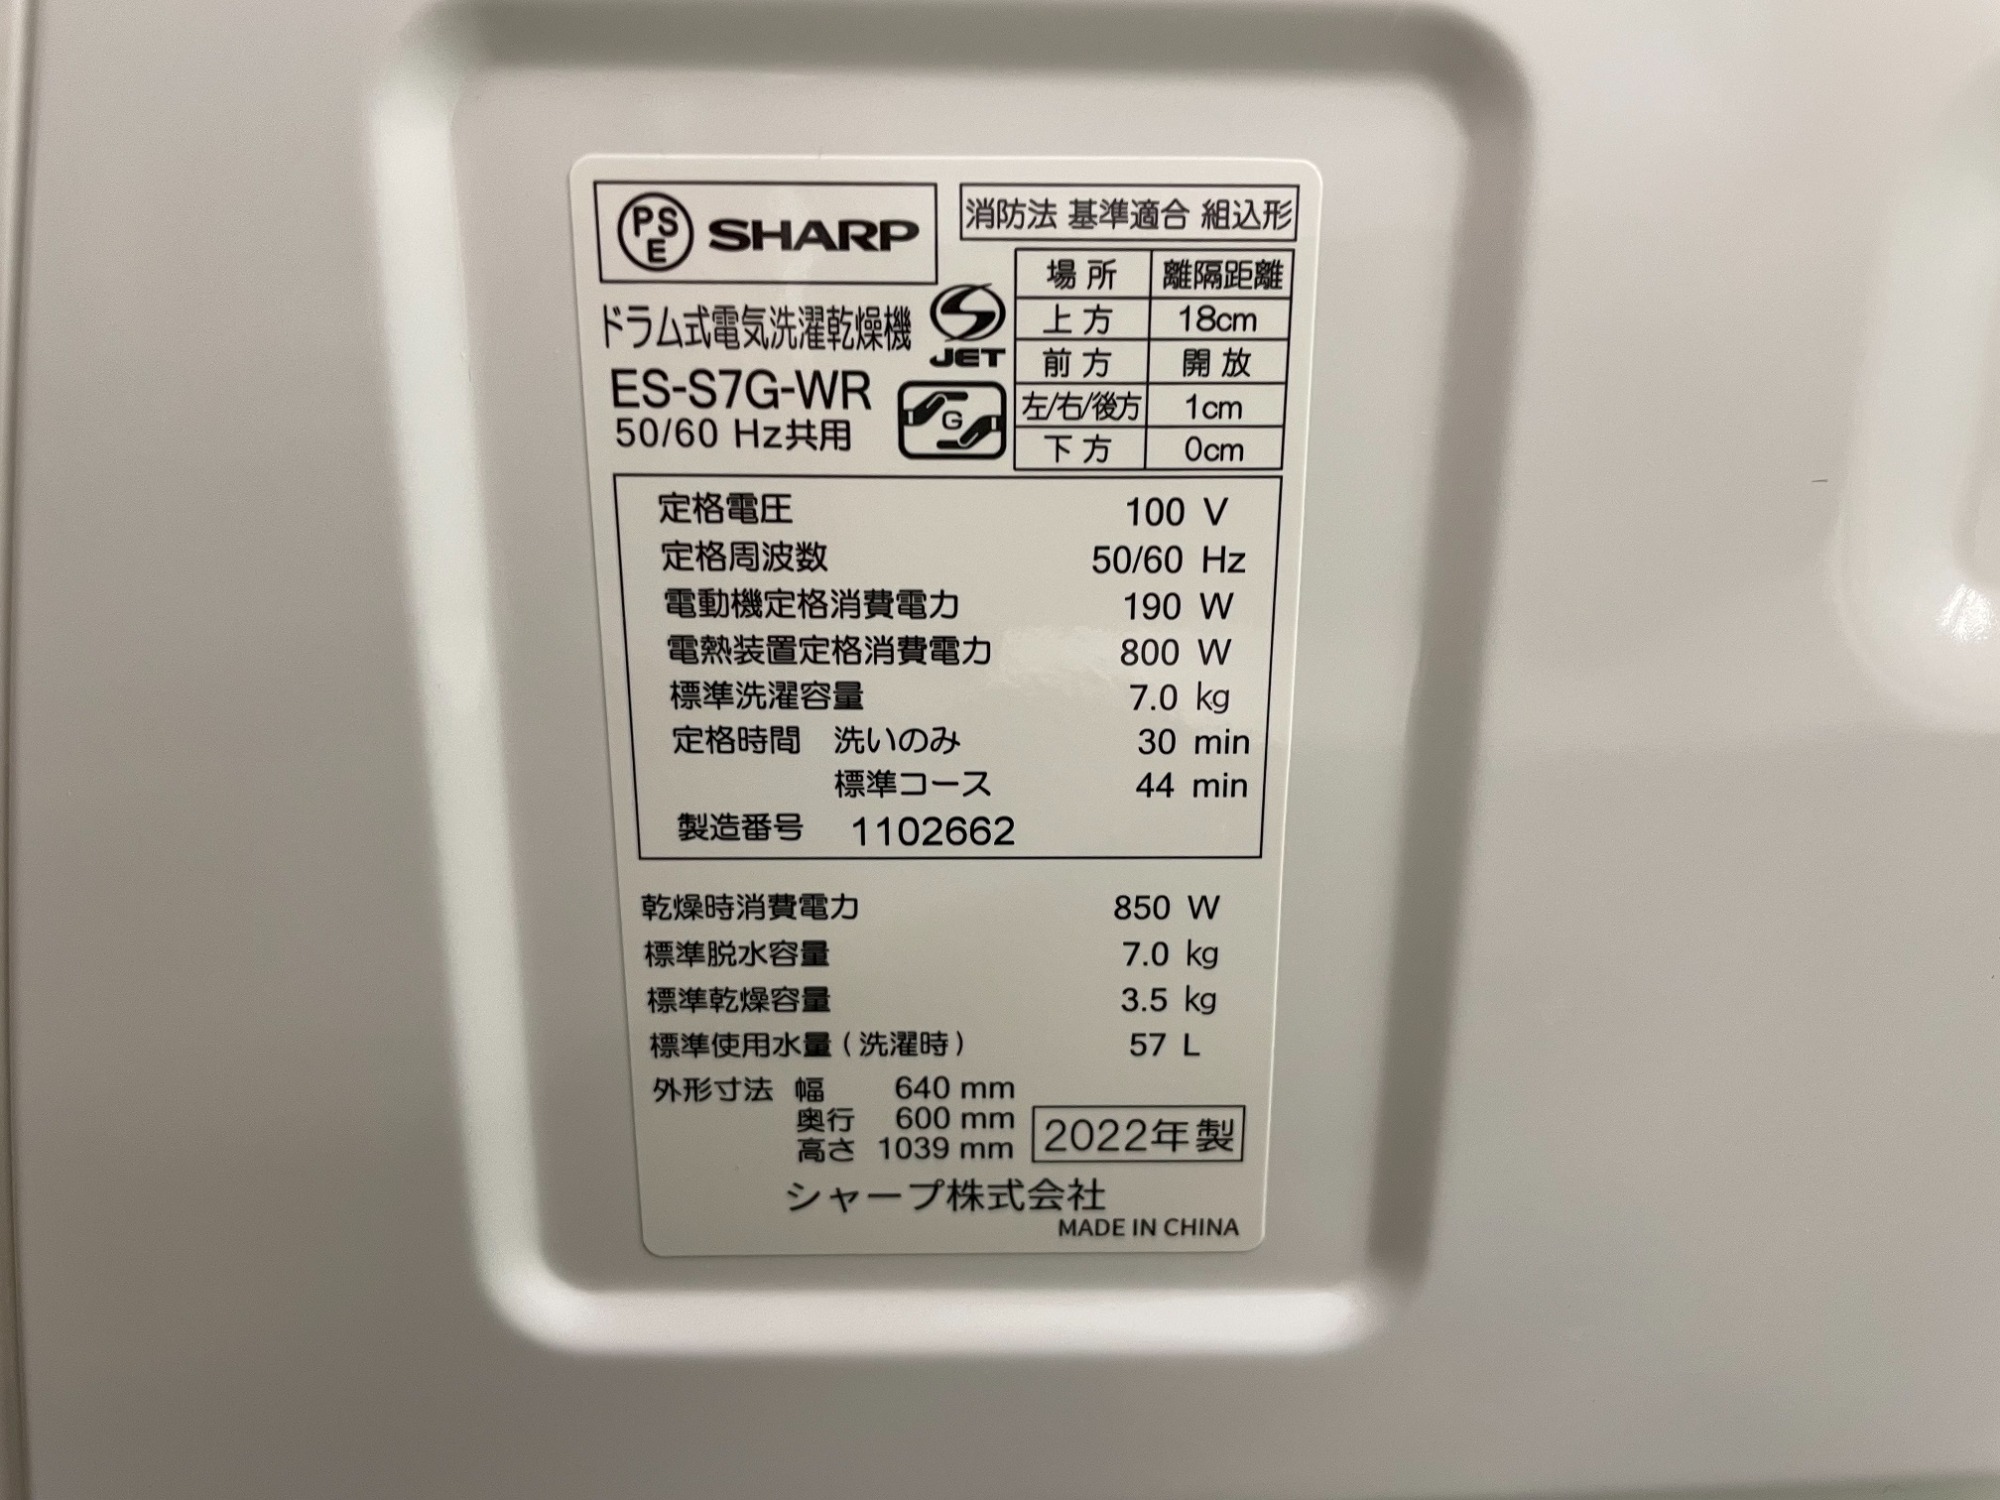 PSE SHARP
消防法 基準適合 組込形
場所 離隔距離
上方 18cm
前方 開放
左/右/後方 1cm
下方 0cm
ドラム式電気洗濯乾燥機
JET
ES-S7G-WR
G
50/60 Hz共用
定格電圧 100 V
定格周波数 50/60 Hz
電動機定格消費電力 190 W
電熱装置定格消費電力 800 W
標準洗濯容量 7.0 kg
定格時間 洗いのみ 30 min
標準コース 44 min
製造番号 1102662
乾燥時消費電力 850 W
標準脱水容量 7.0 kg
標準乾燥容量 3.5 kg
標準使用水量(洗濯時) 57 L
外形寸法 幅 640 mm
奥行 600 mm
高さ 1039 mm
2022年製
シャープ株式会社
MADE IN CHINA